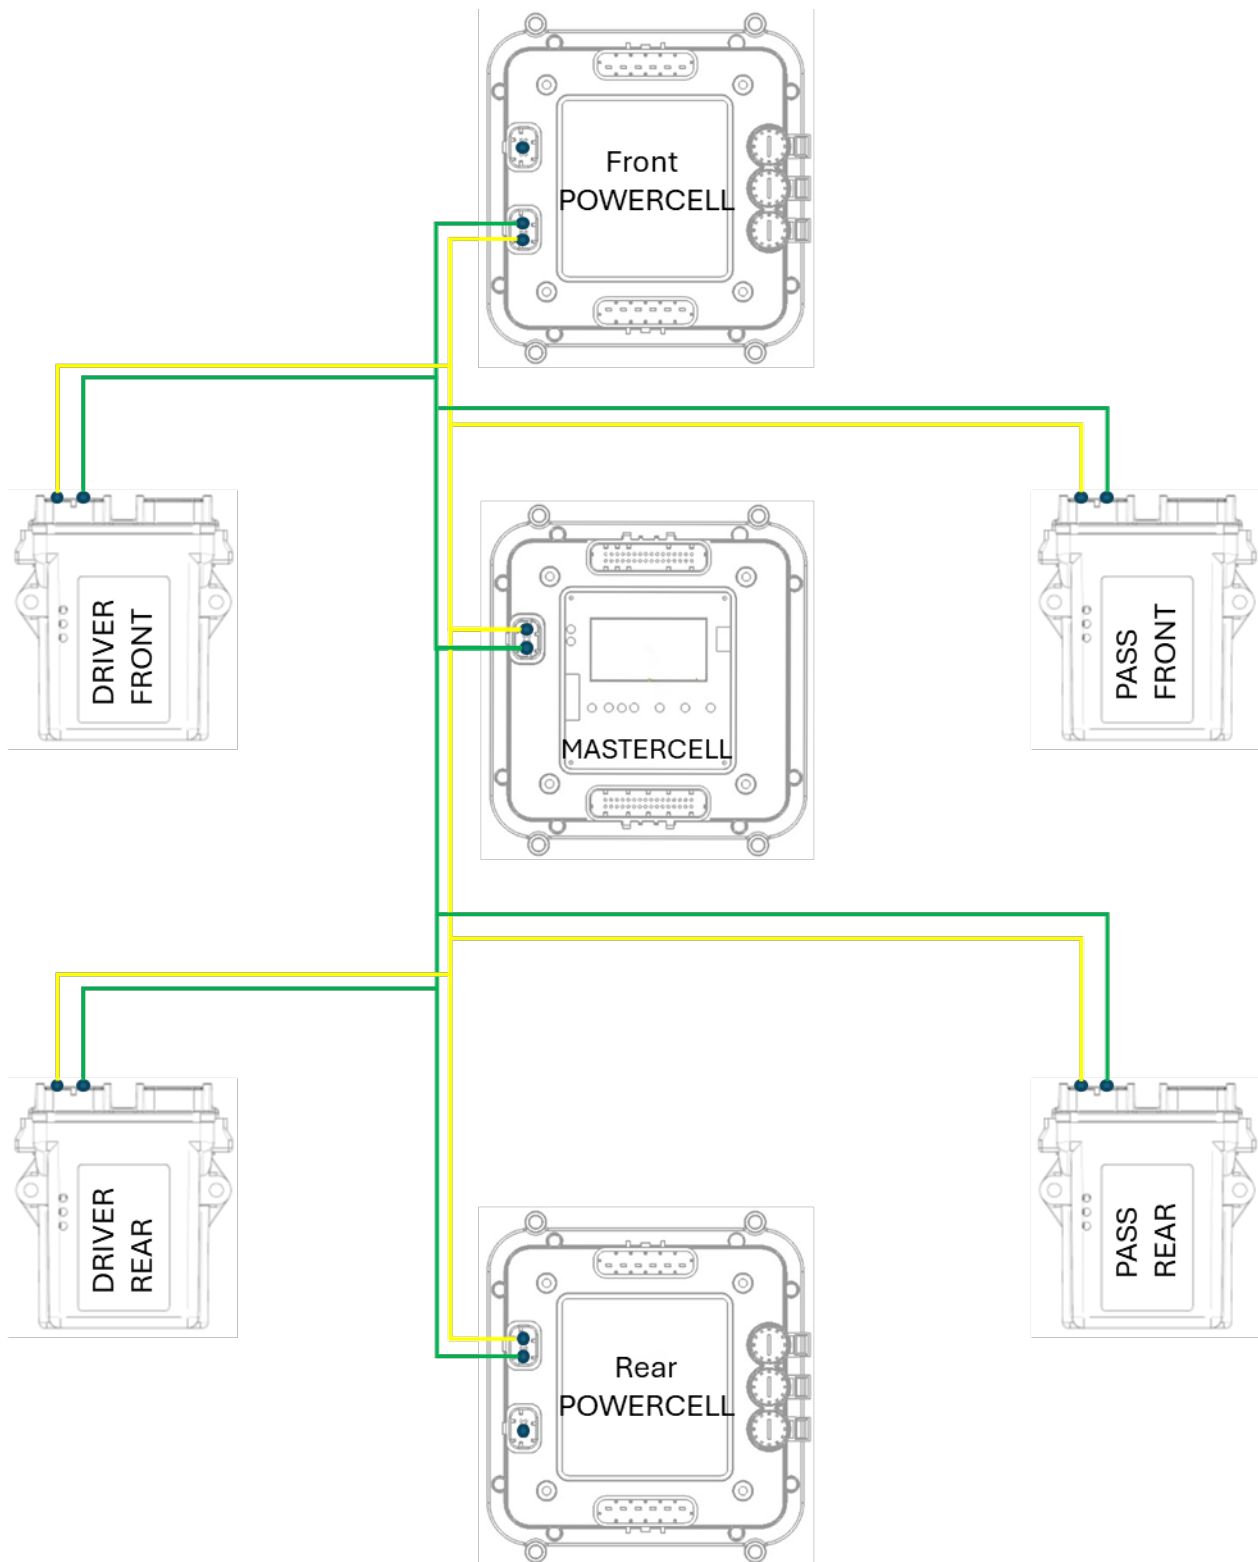 Front
POWERCELL
DRIVER
FRONT
PASS
FRONT
MASTERCELL
DRIVER
REAR
PASS
REAR
Rear
POWERCELL